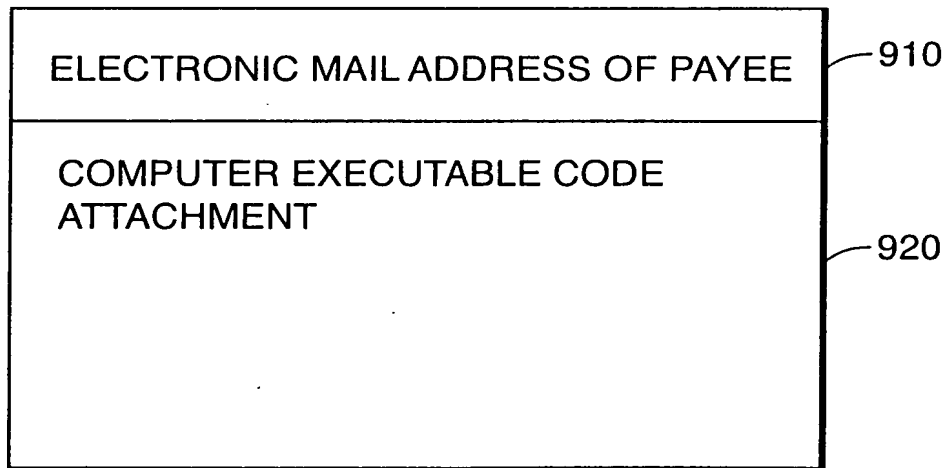 ELECTRONIC MAIL ADDRESS OF PAYEE
910
COMPUTER EXECUTABLE CODE
ATTACHMENT
920